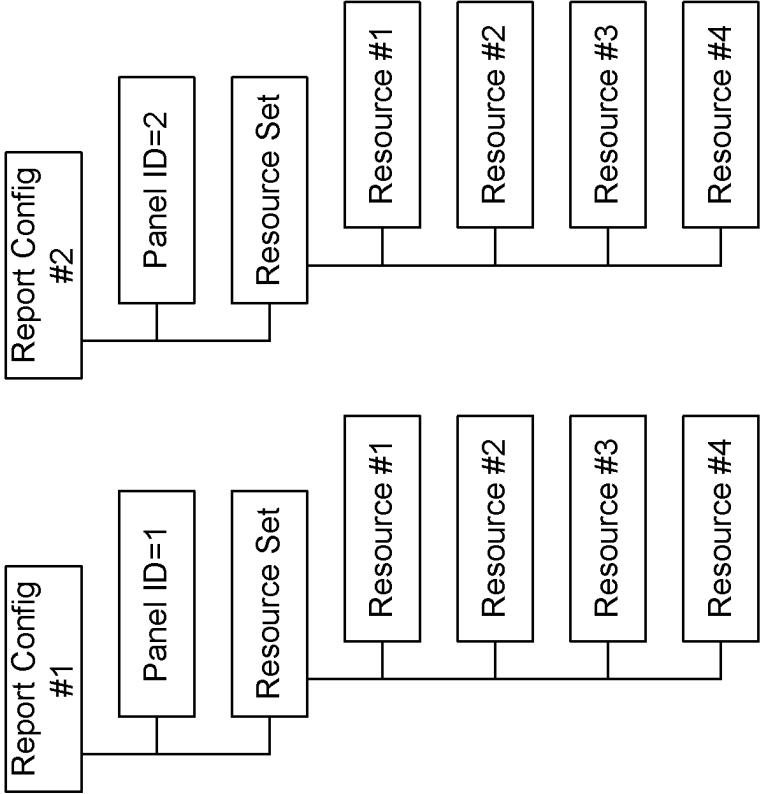 Report Config
#1
Panel ID=1
Resource Set
Resource #1
Resource #2
Resource #3
Resource #4
Report Config
#2
Panel ID=2
Resource Set
Resource #1
Resource #2
Resource #3
Resource #4